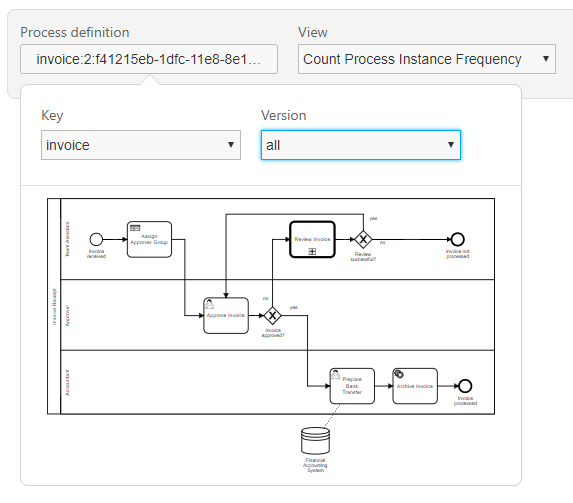 Process definition
View
invoice:2:f41215eb-1dfc-11e8-8e1...
Count Process Instance Frequency
Key
Version
invoice
all
Invoice Receipt
Team Assistant
Invoice
received
Assign
Approver Group
Review Invoice
yes
no
Review
successful?
Invoice not
processed
Approver
Approve Invoice
no
yes
Invoice
approved?
Accountant
Prepare
Bank
Transfer
Archive Invoice
Invoice
processed
Financial
Accounting
System